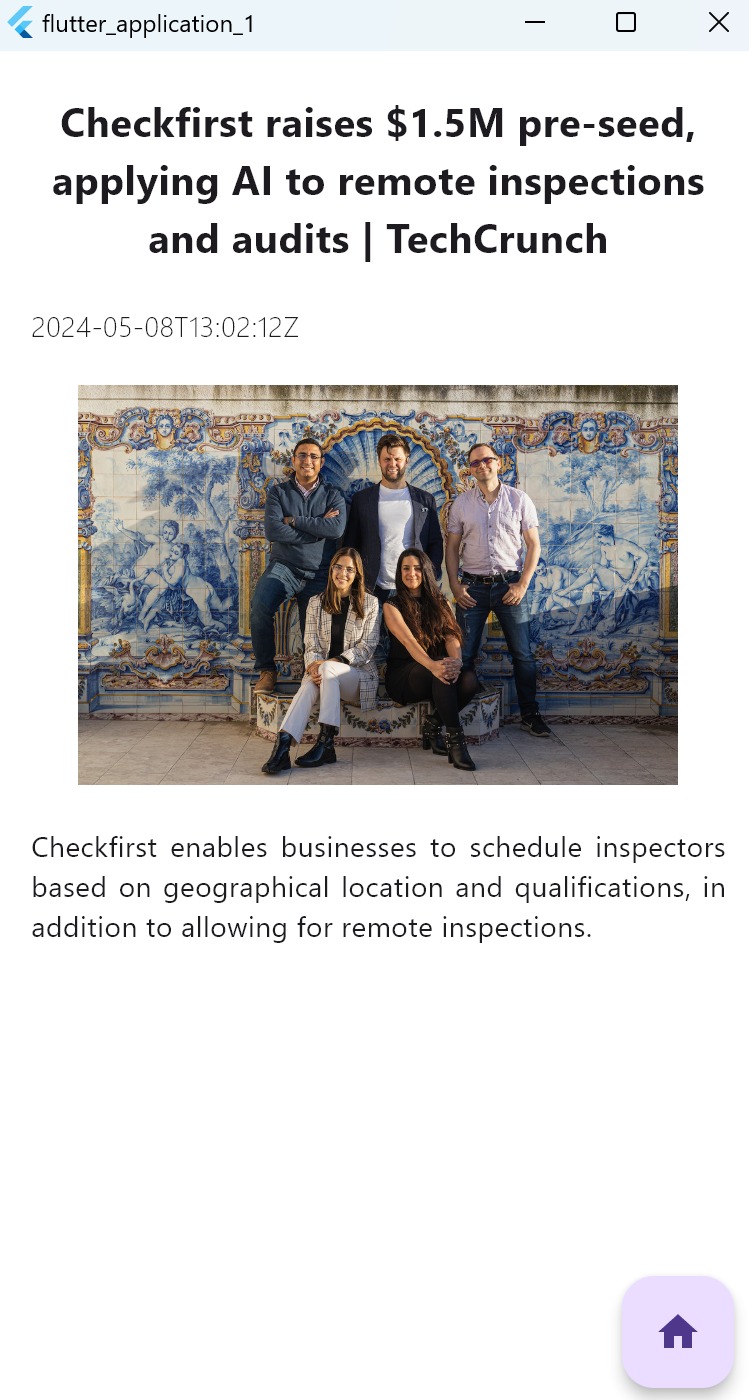 flutter_application_1
Checkfirst raises $1.5M pre-seed,
applying AI to remote inspections
and audits | TechCrunch
2024-05-08T13:02:12Z
Checkfirst enables businesses to schedule inspectors
based on geographical location and qualifications, in
addition to allowing for remote inspections.